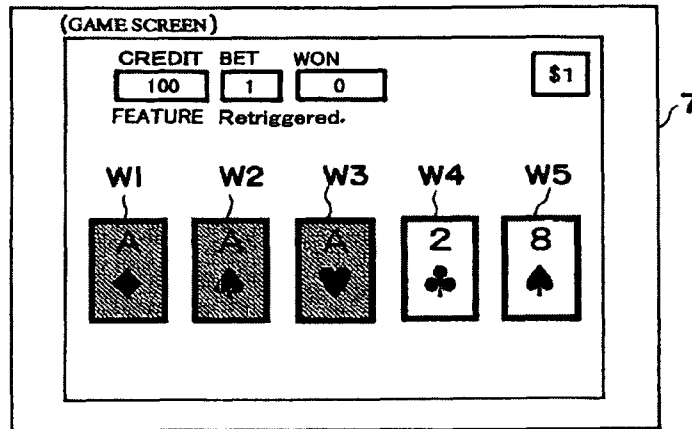 (GAME SCREEN)
CREDIT BET WON
100 1 0 $1
FEATURE Retriggered.
7
W1 W2 W3 W4 W5
A A A 2 8